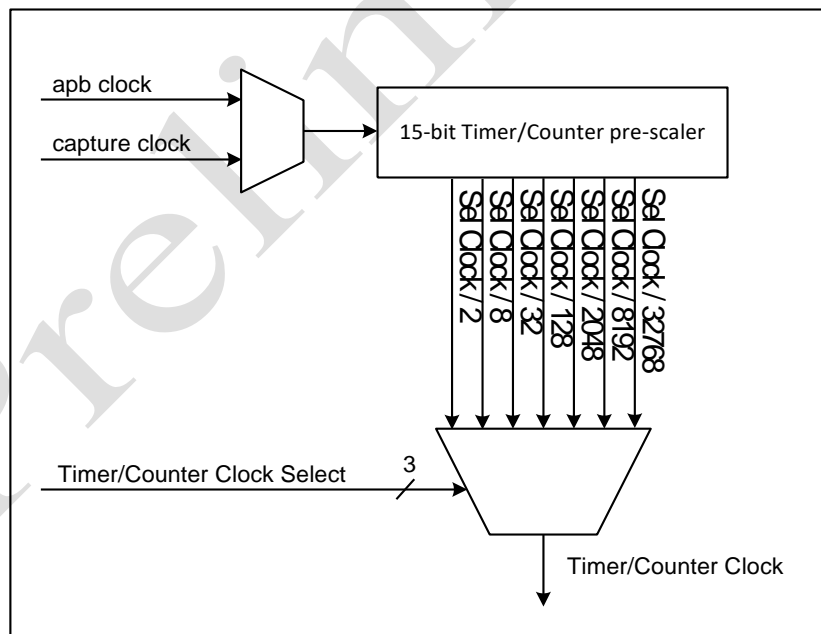 apb clock
capture clock
15-bit Timer/Counter pre-scaler
Sel Clock / 2
Sel Clock / 8
Sel Clock / 32
Sel Clock / 128
Sel Clock / 2048
Sel Clock / 8192
Sel Clock / 32768
Timer/Counter Clock Select
3
Timer/Counter Clock